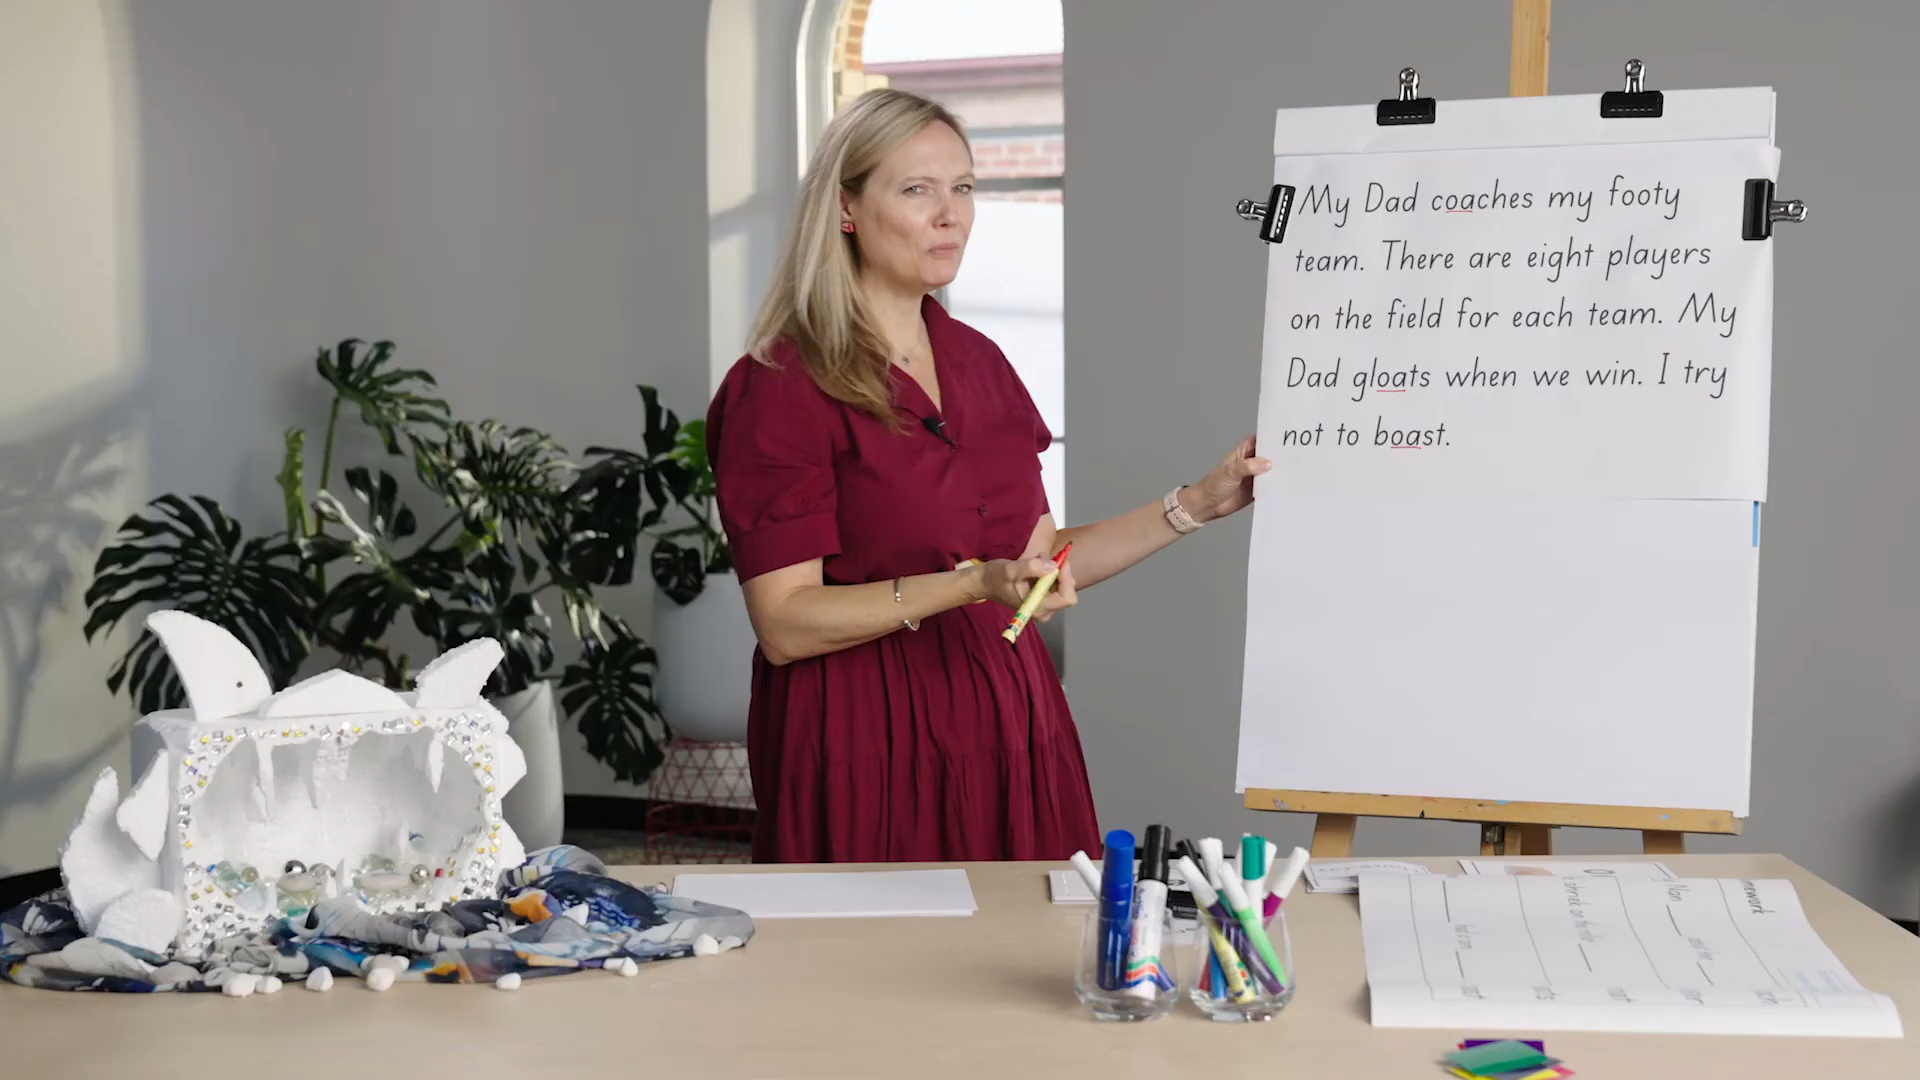 My Dad coaches my footy
team. There are eight players
on the field for each team. My
Dad gloats when we win. I try
not to boast.